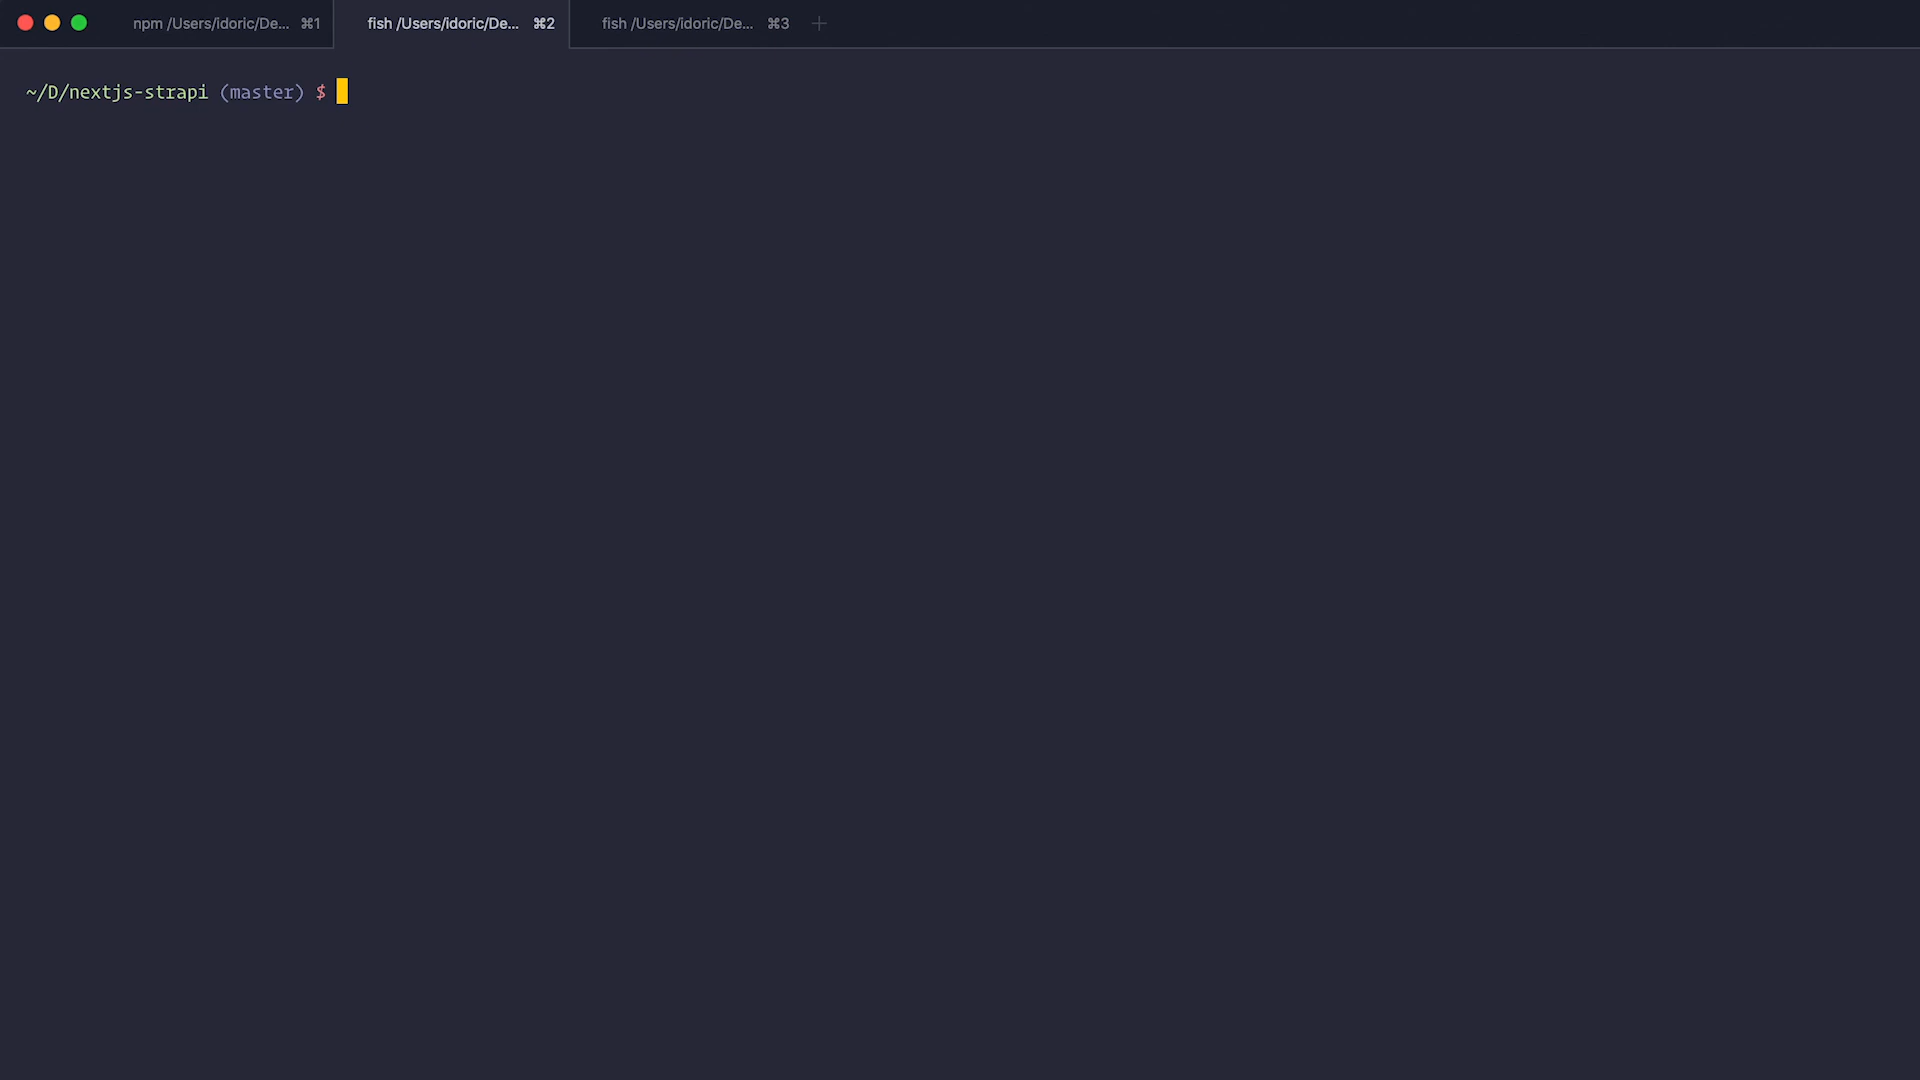 npm /Users/idoric/De... ⌘1 fish /Users/idoric/De... ⌘2 fish /Users/idoric/De... ⌘3 +
~/D/nextjs-strapi (master) $